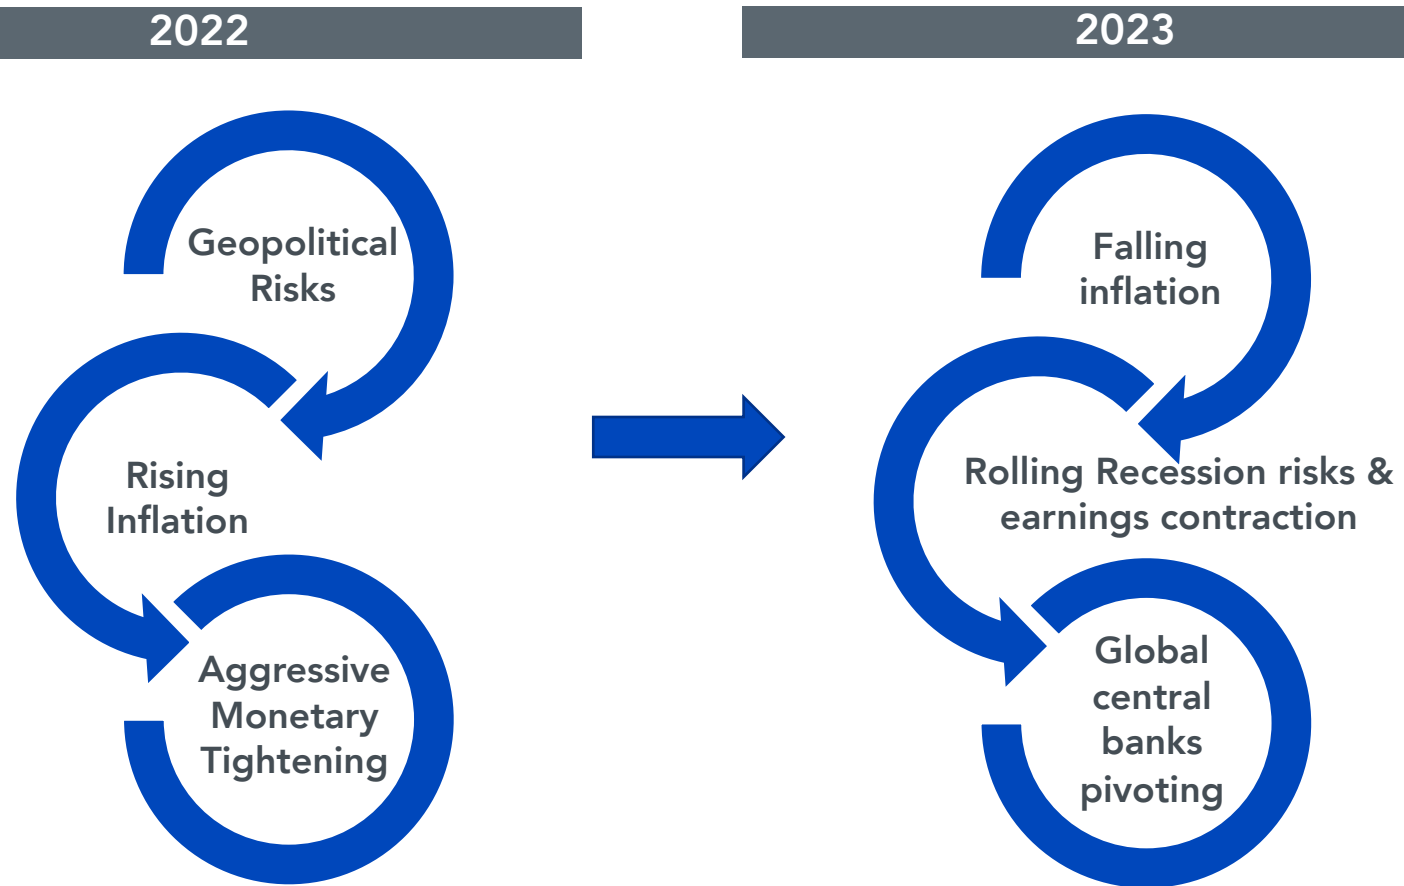 2022
Geopolitical
Risks
Rising
Inflation
Aggressive
Monetary
Tightening
2023
Falling
inflation
Rolling Recession risks &
earnings contraction
Global
central
banks
pivoting